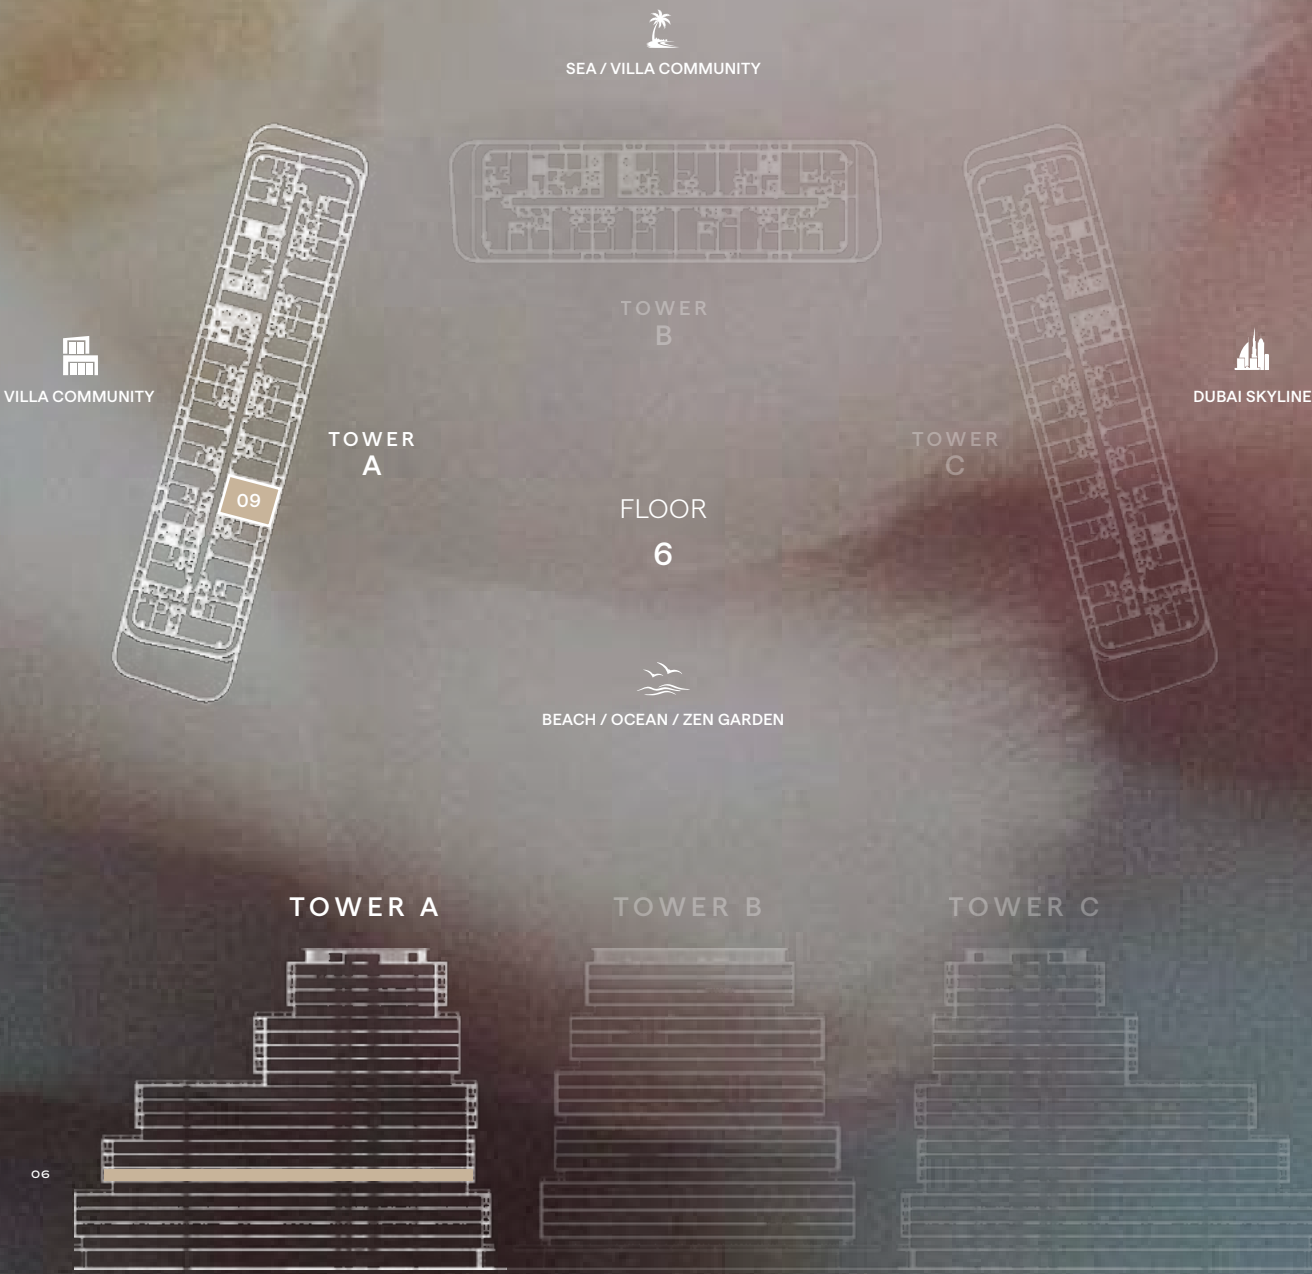 SEA / VILLA COMMUNITY
TOWER
B
VILLA COMMUNITY
DUBAI SKYLINE
TOWER
A
TOWER
C
09
FLOOR
6
BEACH / OCEAN / ZEN GARDEN
TOWER A
TOWER B
TOWER C
06